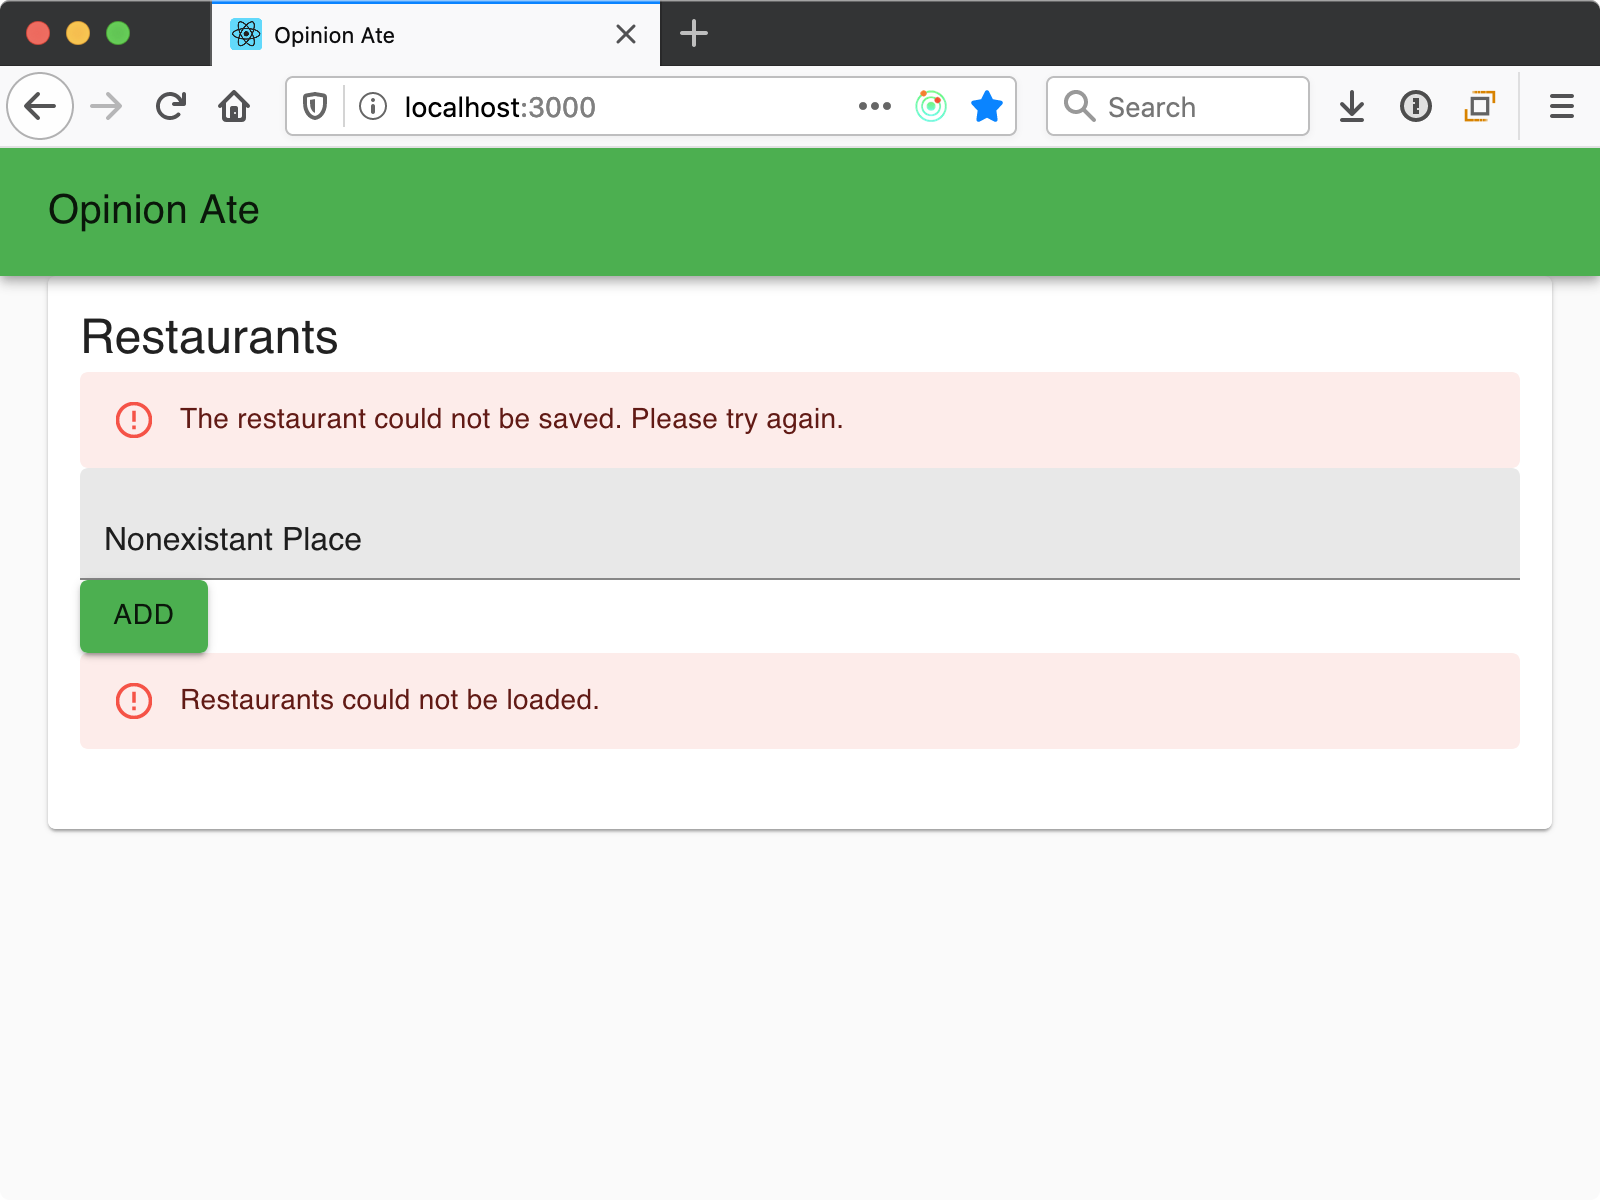 Opinion Ate
localhost:3000
Search
Opinion Ate
Restaurants
The restaurant could not be saved. Please try again.
Nonexistant Place
ADD
Restaurants could not be loaded.